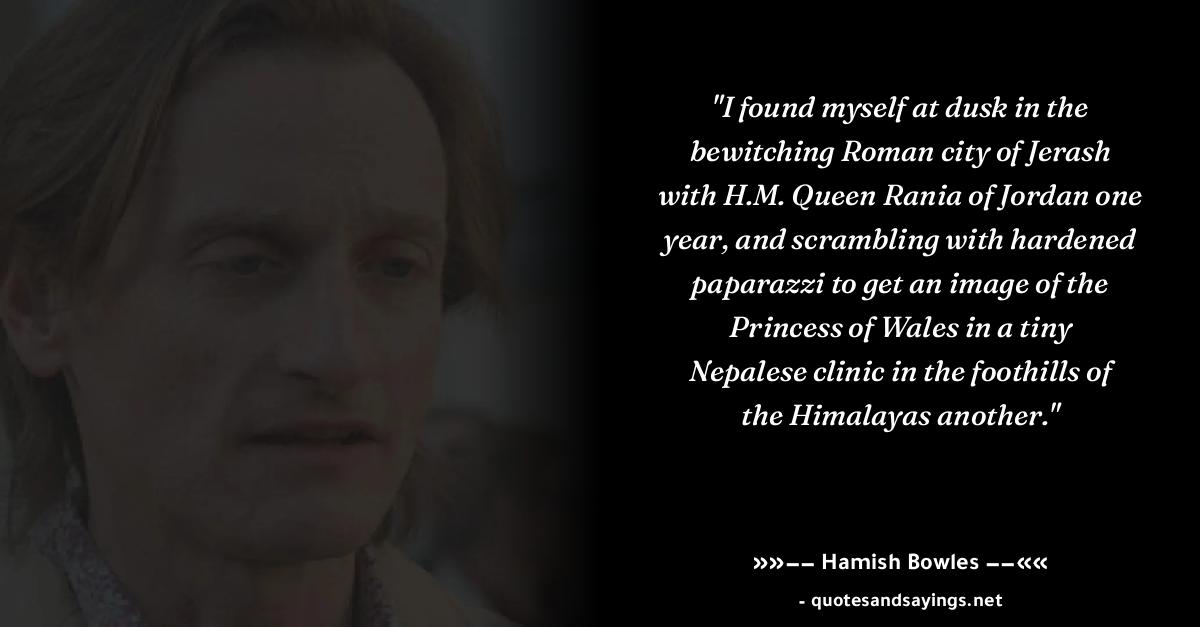 "I found myself at dusk in the
bewitching Roman city of Jerash
with H.M. Queen Rania of Jordan one
year, and scrambling with hardened
paparazzi to get an image of the
Princess of Wales in a tiny
Nepalese clinic in the foothills of
the Himalayas another."
»»−− Hamish Bowles −−««
- quotesandsayings.net